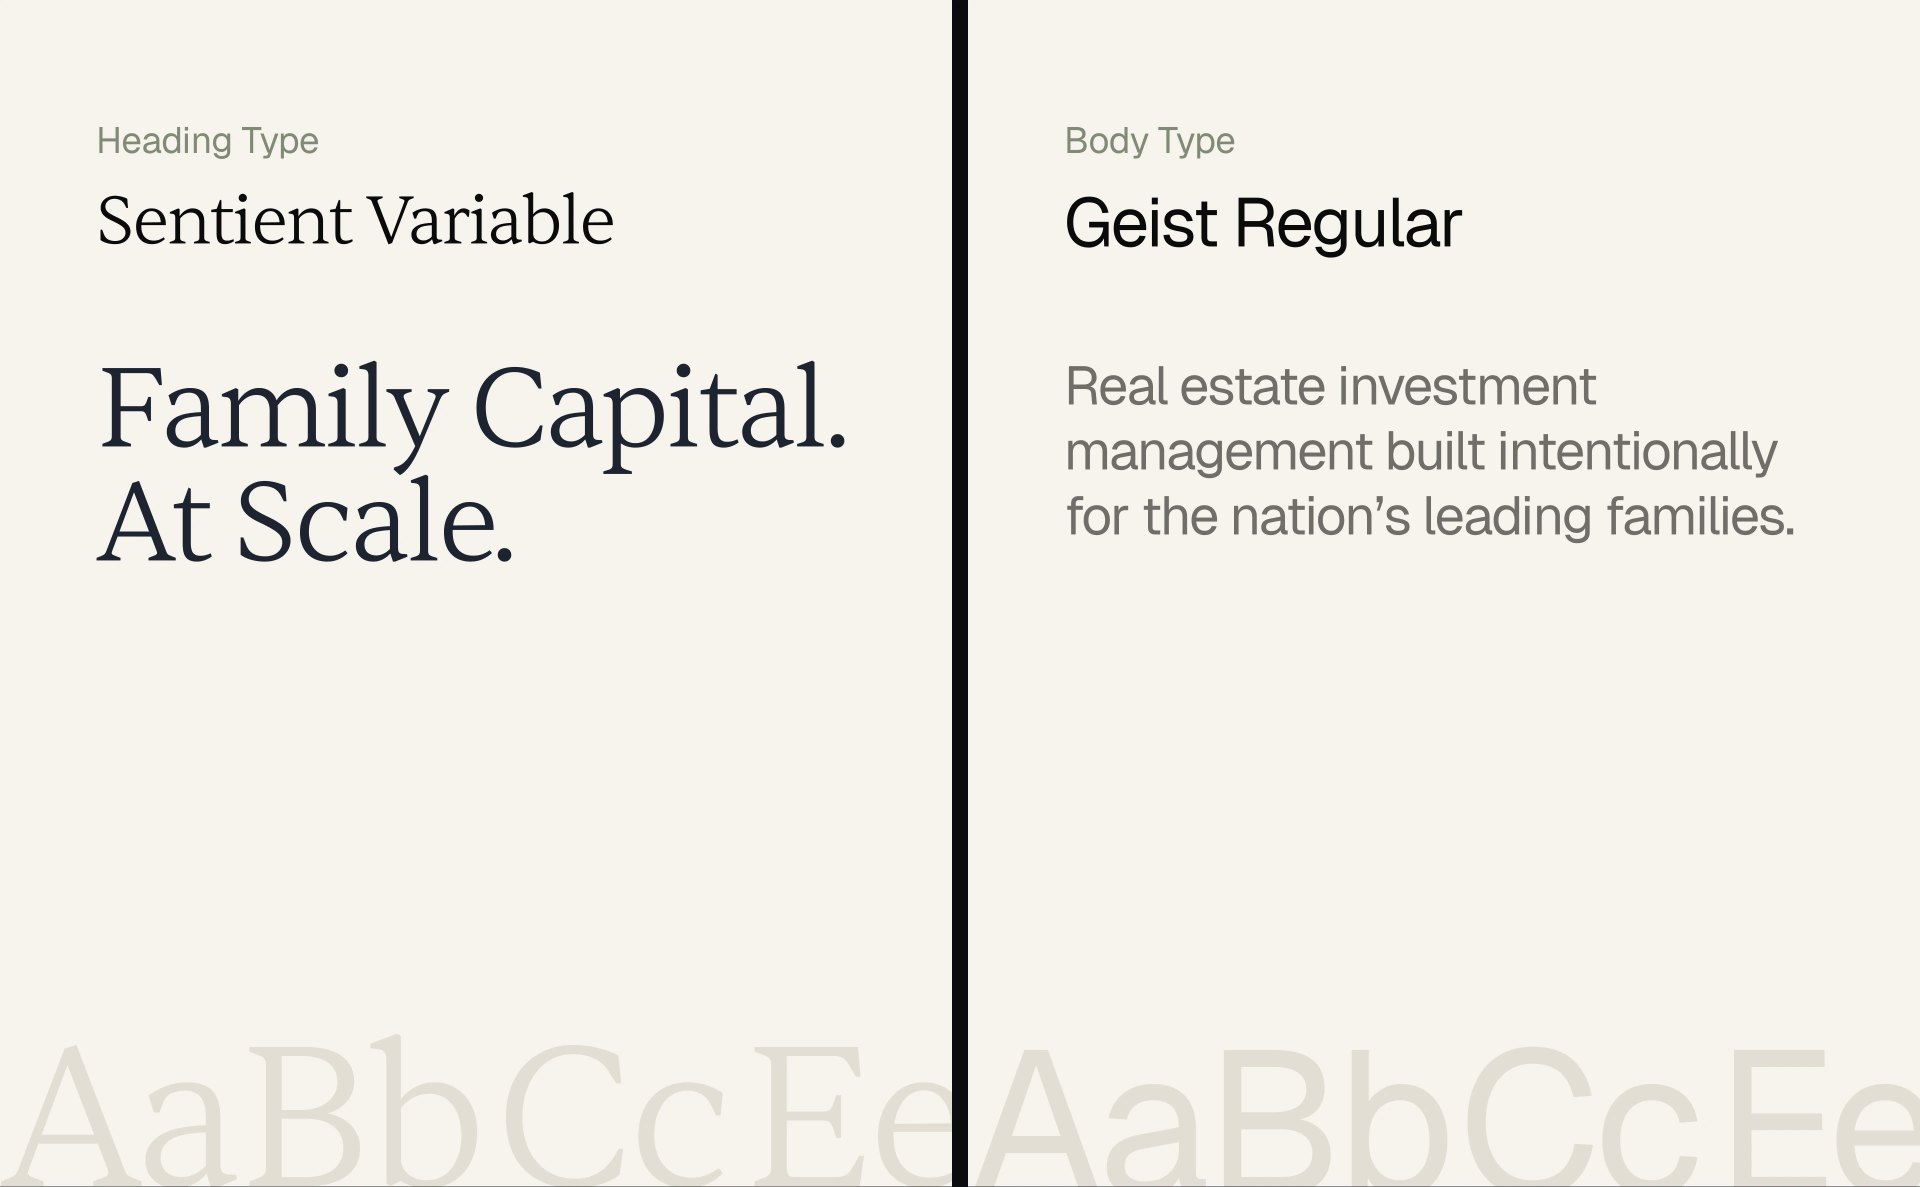 Heading Type
Sentient Variable
Family Capital.
At Scale.
AaBbCcEe
Body Type
Geist Regular
Real estate investment
management built intentionally
for the nation’s leading families.
AaBbCcEe